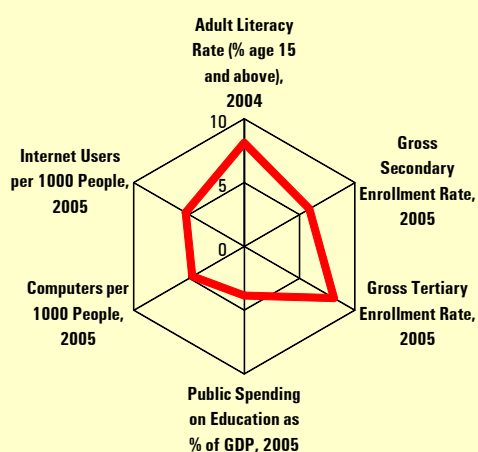 Adult Literacy
Rate (% age 15
and above),
2004
10
5
0
Gross
Secondary
Enrollment Rate,
2005
Gross Tertiary
Enrollment Rate,
2005
Public Spending
on Education as
% of GDP, 2005
Computers per
1000 People,
2005
Internet Users
per 1000 People,
2005